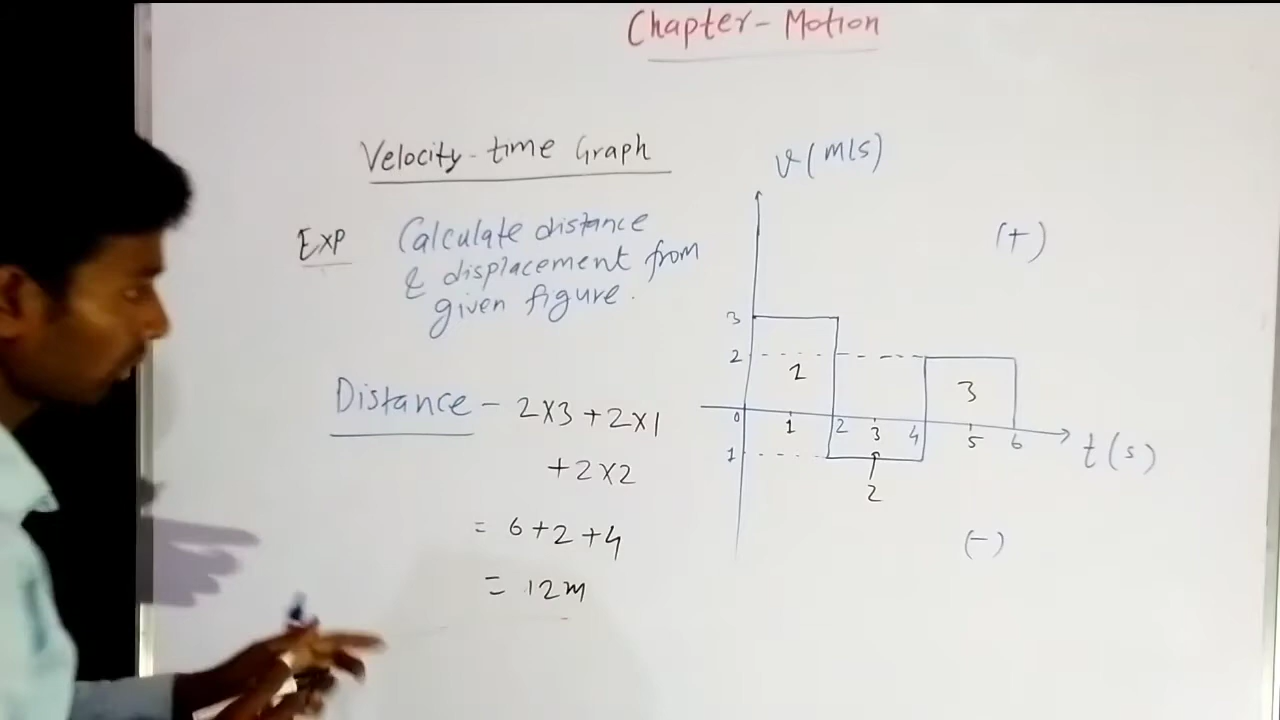 Chapter - Motion
Velocity - time Graph
Exp Calculate distance
& displacement from
given figure.
Distance - 2x3 + 2x1
+ 2x2
= 6+2+4
= 12m
v(m/s)
(+)
3
2
1
3
0
1
2
3
4
5
6
t(s)
1
2
(-)